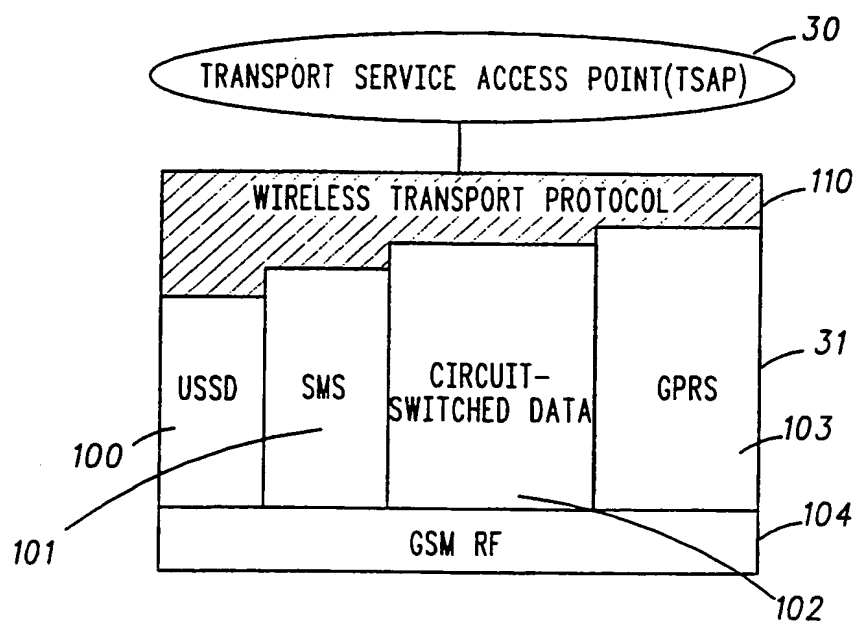 30
TRANSPORT SERVICE ACCESS POINT(TSAP)
WIRELESS TRANSPORT PROTOCOL
110
31
USSD
SMS
CIRCUIT-
SWITCHED DATA
GPRS
100
103
101
GSM RF
104
102